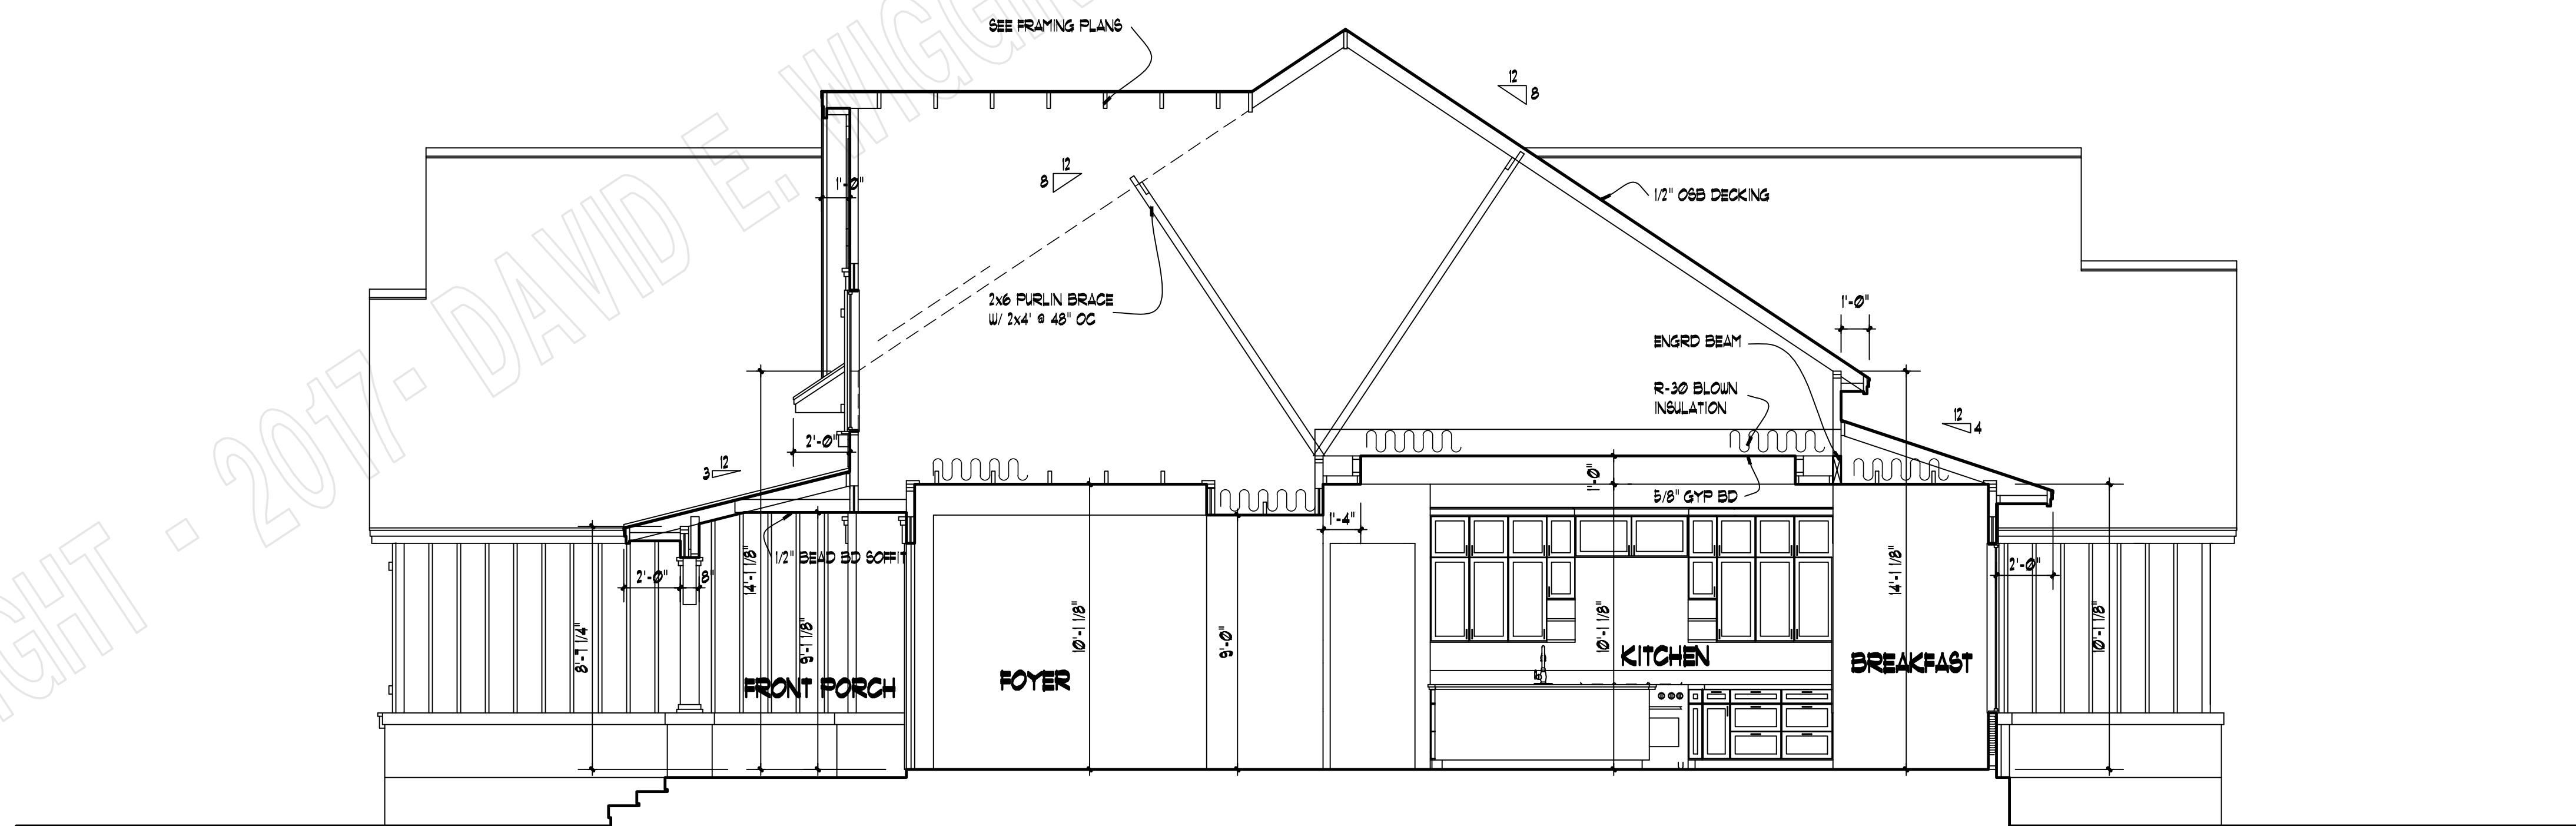 SEE FRAMING PLANS
12
8
12
8
1'-0"
1/2" OSB DECKING
2x6 PURLIN BRACE
W/ 2x4' @ 48" OC
1'-0"
ENGRD BEAM
R-30 BLOWN
INSULATION
12
4
2'-0"
12
3
1'-0"
5/8" GYP BD
1'-4"
1/2" BEAD BD SOFFIT
2'-0"
8"
14'-1 1/8"
14'-1 1/8"
2'-0"
8'-7 1/4"
9'-1 1/8"
10'-1 1/8"
9'-0"
10'-1 1/8"
10'-1 1/8"
FRONT PORCH
FOYER
KITCHEN
BREAKFAST
IGHT - 2017- DAVID E. WIGGI